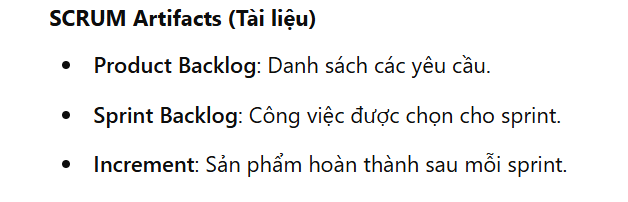 SCRUM Artifacts (Tài liệu)
Product Backlog: Danh sách các yêu cầu.
Sprint Backlog: Công việc được chọn cho sprint.
Increment: Sản phẩm hoàn thành sau mỗi sprint.